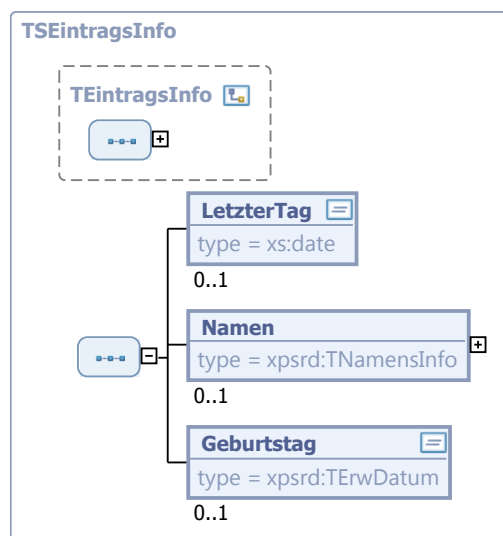 TSEintragsInfo
TEintragsInfo
LetzterTag
type = xs:date
0..1
Namen
type = xpsrd:TNamensInfo
0..1
Geburtstag
type = xpsrd:TErwDatum
0..1